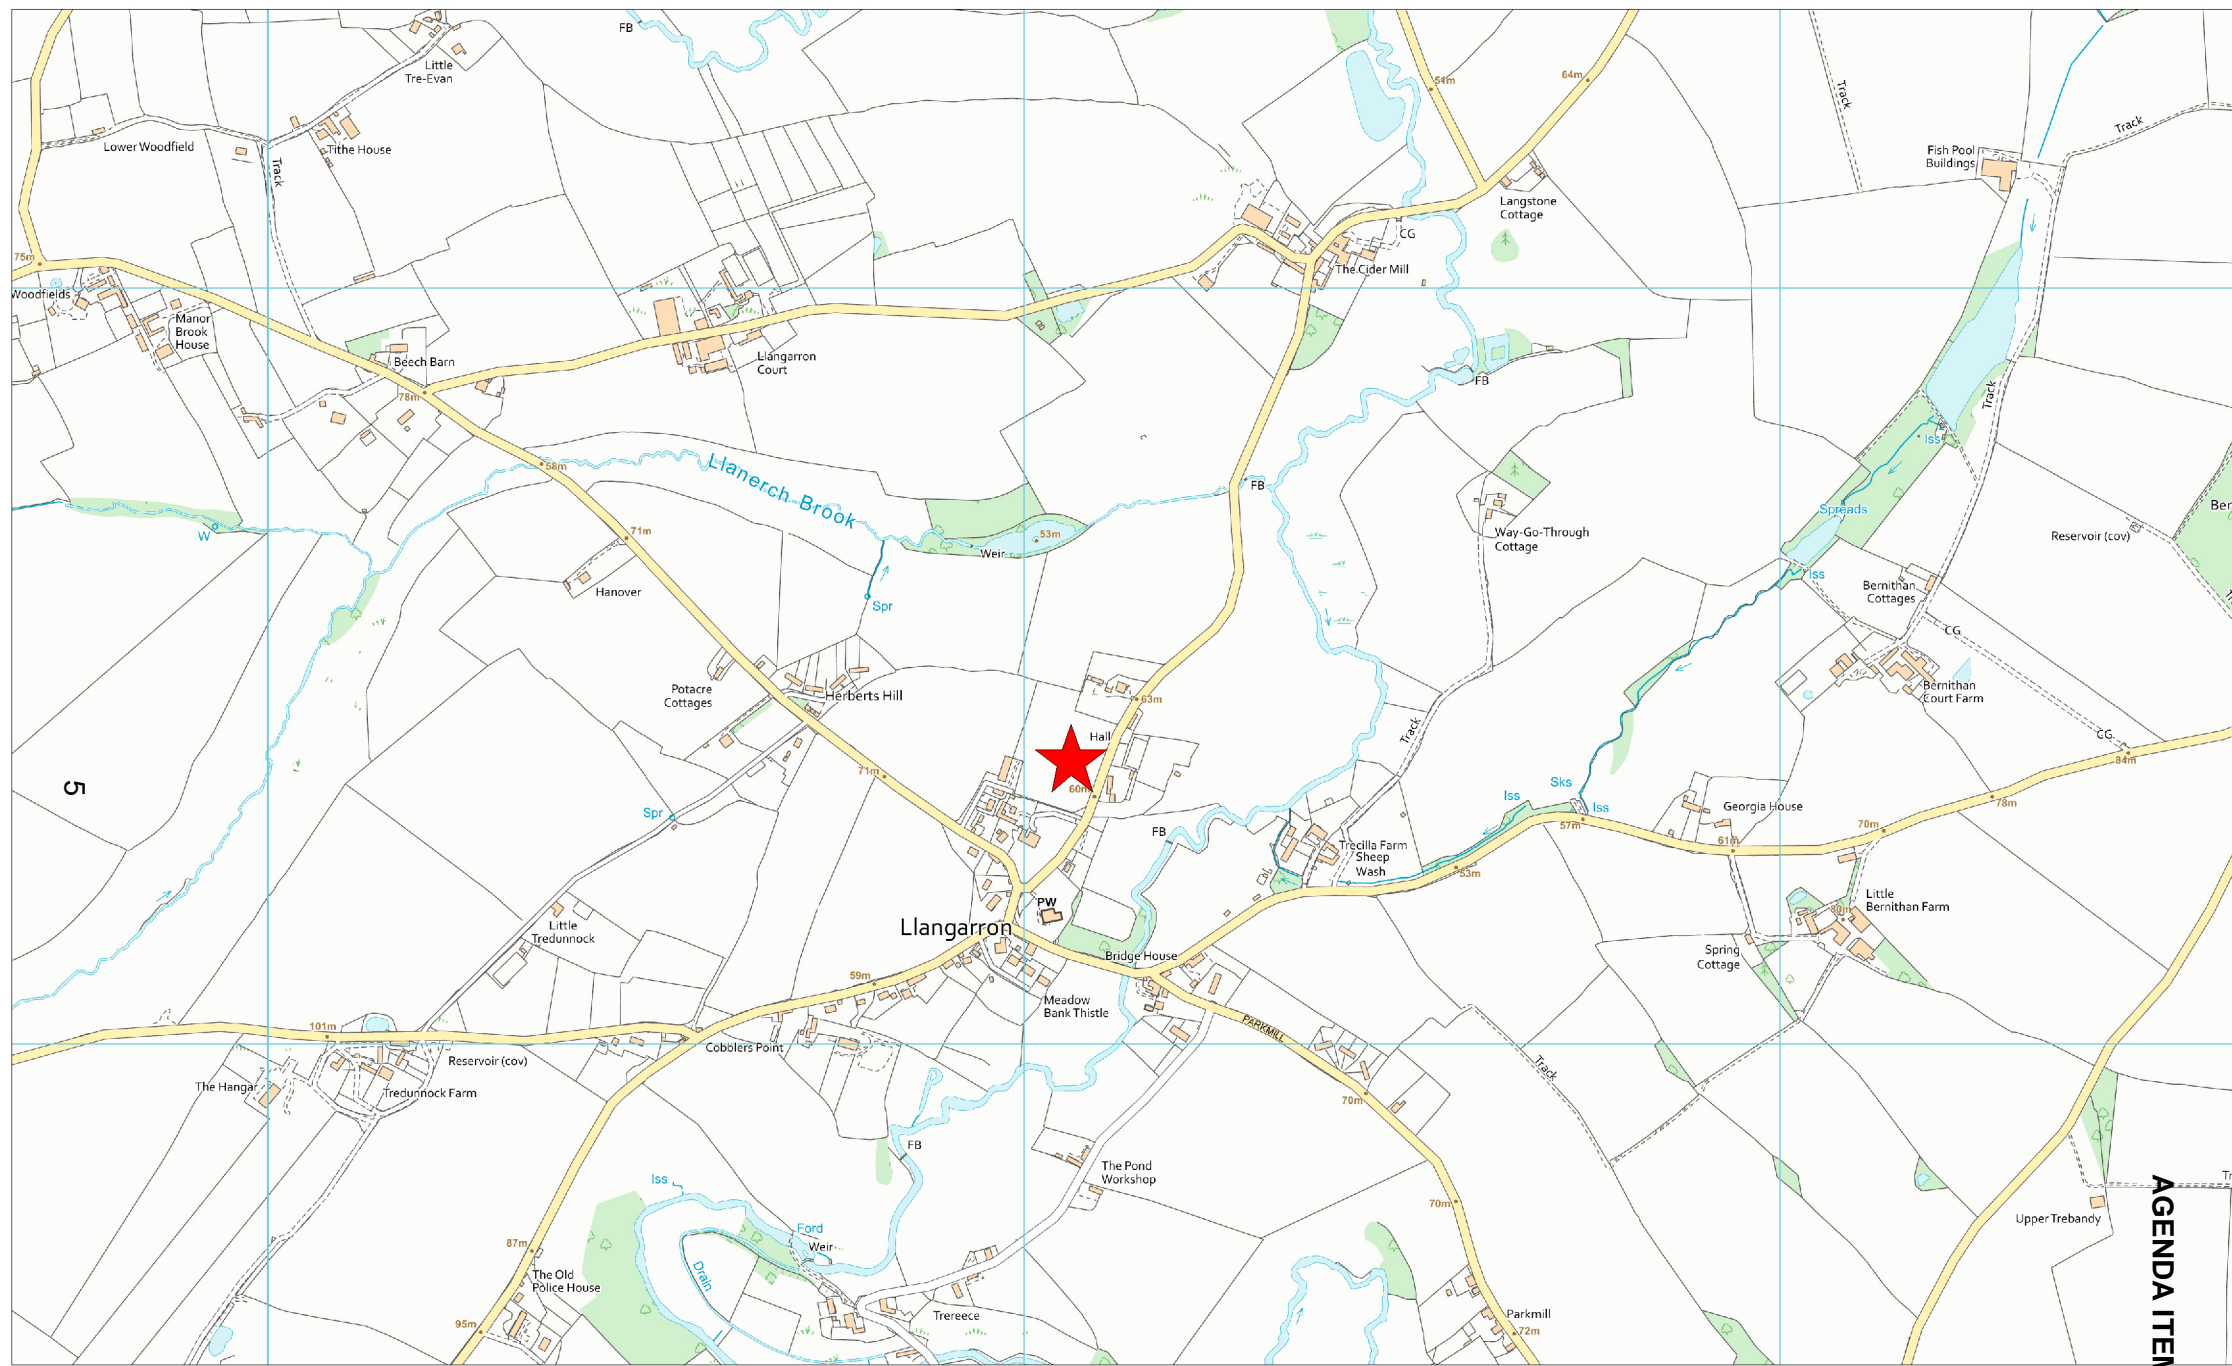 FB
Little
Tre-Evan
51m
64m
Track
Track
Lower Woodfield
Tithe House
Track
Fish Pool
Buildings
Langstone
Cottage
CG
The Cider Mill
75m
Woodfields
Manor
Brook
House
Beech Barn
Llangarron
Court
78m
FB
Track
Iss
58m
Llanerch Brook
FB
Spreads
W
71m
53m
Weir
Way-Go-Through
Cottage
Reservoir (cov)
Ber
Hanover
Spr
Iss
Bernithan
Cottages
CG
Potacre
Cottages
Herberts Hill
63m
Bernithan
Court Farm
Track
Hall
CG
84m
71m
60m
5
Sks
Iss
Iss
Georgia House
78m
Spr
57m
70m
FB
61m
Trecilla Farm
Sheep
Wash
53m
PW
Little
Bernithan Farm
80m
Llangarron
Little
Tredunnock
Spring
Cottage
Bridge House
59m
Meadow
Bank Thistle
101m
PARKMILL
Cobblers Point
Reservoir (cov)
Track
The Hangar
Tredunnock Farm
70m
FB
The Pond
Workshop
Iss
70m
Upper Trebandy
Ford
Weir
87m
Drain
The Old
Police House
Trereece
Parkmill
95m
72m
AGENDA ITEM